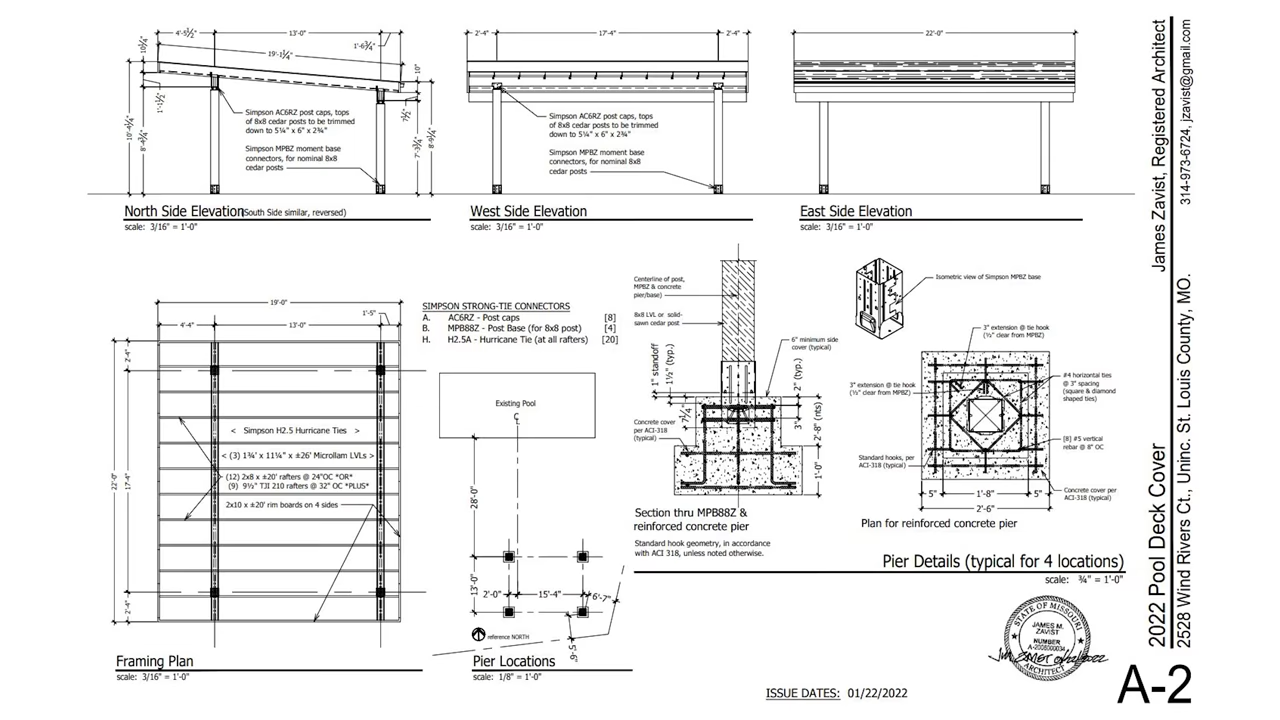 4'-5½"
13'-0"
1'-6¾"
19'-1¼"
10¾"
10"
1'-1½"
7½"
10'-4¼"
8'-4¾"
7'-3¼"
8'-9¼"
Simpson AC6RZ post caps, tops
of 8x8 cedar posts to be trimmed
down to 5¼" x 6" x 2¾"
Simpson MPBZ moment base
connectors, for nominal 8x8
cedar posts
North Side Elevation (South Side similar, reversed)
scale: 3/16" = 1'-0"
2'-4"
17'-4"
2'-4"
Simpson AC6RZ post caps, tops
of 8x8 cedar posts to be trimmed
down to 5¼" x 6" x 2¾"
Simpson MPBZ moment base
connectors, for nominal 8x8
cedar posts
West Side Elevation
scale: 3/16" = 1'-0"
22'-0"
East Side Elevation
scale: 3/16" = 1'-0"
19'-0"
4'-4"
13'-0"
1'-5"
2'-4"
17'-4"
2'-4"
22'-0"
< Simpson H2.5 Hurricane Ties >
< (3) 1¾' x 11¼" x ±26' Microllam LVLs >
(12) 2x8 x ±20' rafters @ 24"OC *OR*
(9) 9½" TJI 210 rafters @ 32" OC *PLUS*
2x10 x ±20' rim boards on 4 sides
Framing Plan
scale: 3/16" = 1'-0"
SIMPSON STRONG-TIE CONNECTORS
A. AC6RZ - Post caps [8]
B. MPB88Z - Post Base (for 8x8 post) [4]
H. H2.5A - Hurricane Tie (at all rafters) [20]
Existing Pool
28'-0"
13'-0"
2'-0"
15'-4"
6'-7"
9'-5"
reference NORTH
Pier Locations
scale: 1/8" = 1'-0"
Centerline of post,
MPBZ & concrete
pier/base)
8x8 LVL or solid-
sawn cedar post
1" standoff
1½" (typ.)
6" minimum side
cover (typical)
2" (typ.)
7¼"
3"
2'-8" (nts)
1'-0"
Concrete cover
per ACI-318
(typical)
Section thru MPB88Z &
reinforced concrete pier
Standard hook geometry, in accordance
with ACI 318, unless noted otherwise.
Isometric view of Simpson MPBZ base
3" extension @ tie hook
(½" clear from MPBZ)
3" extension @ tie hook
(½" clear from MPBZ)
#4 horizontal ties
@ 3" spacing
(square & diamond
shaped ties)
[8] #5 vertical
rebar @ 8" OC
Standard hooks, per
ACI-318 (typical)
Concrete cover per
ACI-318 (typical)
5"
1'-8"
5"
2'-6"
Plan for reinforced concrete pier
Pier Details (typical for 4 locations)
scale: ¾" = 1'-0"
STATE OF MISSOURI
JAMES M.
ZAVIST
NUMBER
A-2008000034
ARCHITECT
ISSUE DATES: 01/22/2022
James Zavist, Registered Architect
314-973-6724, jzavist@gmail.com
2022 Pool Deck Cover
2528 Wind Rivers Ct., Uninc. St. Louis County, MO.
A-2